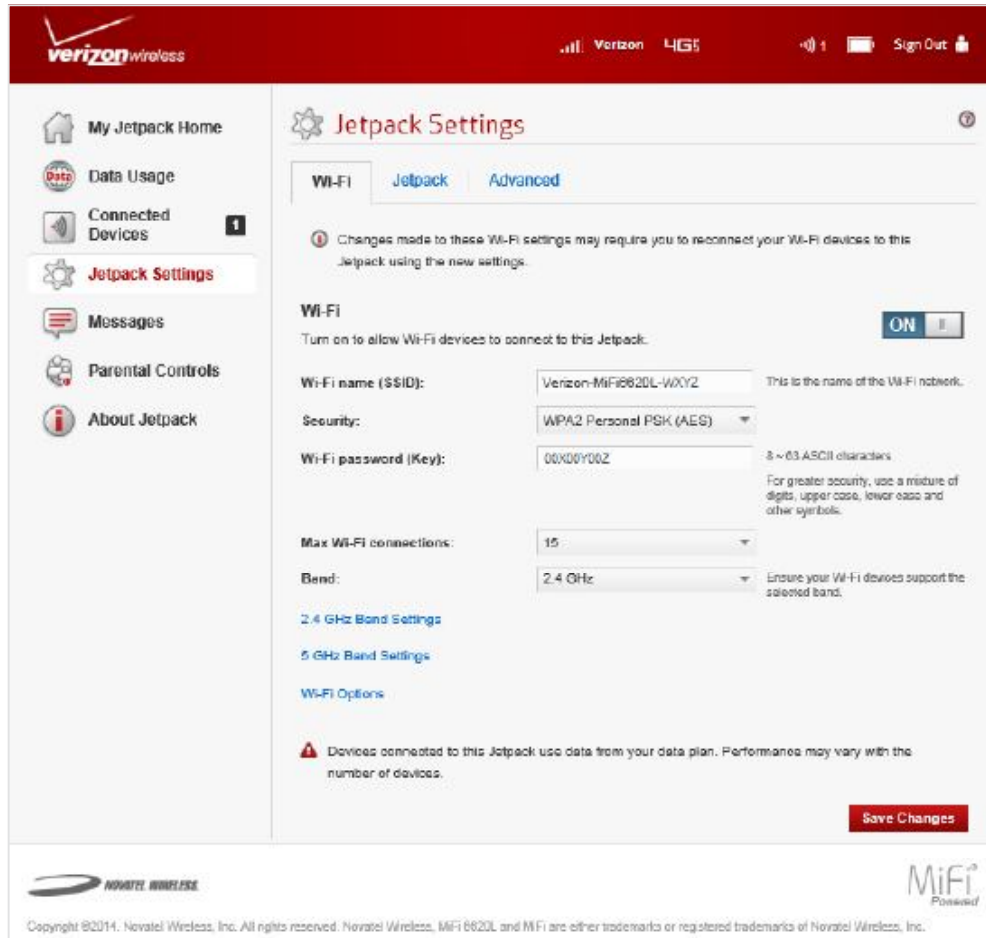 verizonwireless
Verizon 4G
1
Sign Out
My Jetpack Home
Data
Data Usage
Connected
Devices
1
Jetpack Settings
Messages
Parental Controls
About Jetpack
Jetpack Settings
?
Wi-Fi Jetpack Advanced
Changes made to these Wi-Fi settings may require you to reconnect your Wi-Fi devices to this
Jetpack using the new settings.
Wi-Fi
ON
Turn on to allow Wi-Fi devices to connect to this Jetpack.
Wi-Fi name (SSID): Verizon-MiFi6620L-WXYZ This is the name of the Wi-Fi network.
Security: WPA2 Personal PSK (AES)
Wi-Fi password (Key): 00X00Y00Z 8 ~ 63 ASCII characters
For greater security, use a mixture of
digits, upper case, lower case and
other symbols.
Max Wi-Fi connections: 15
Band: 2.4 GHz Ensure your Wi-Fi devices support the
selected band.
2.4 GHz Band Settings
5 GHz Band Settings
Wi-Fi Options
Devices connected to this Jetpack use data from your data plan. Performance may vary with the
number of devices.
Save Changes
NOVATEL WIRELESS.
MiFi
Powered
Copyright ©2014. Novatel Wireless, Inc. All rights reserved. Novatel Wireless, MiFi 6620L and MiFi are either trademarks or registered trademarks of Novatel Wireless, Inc.